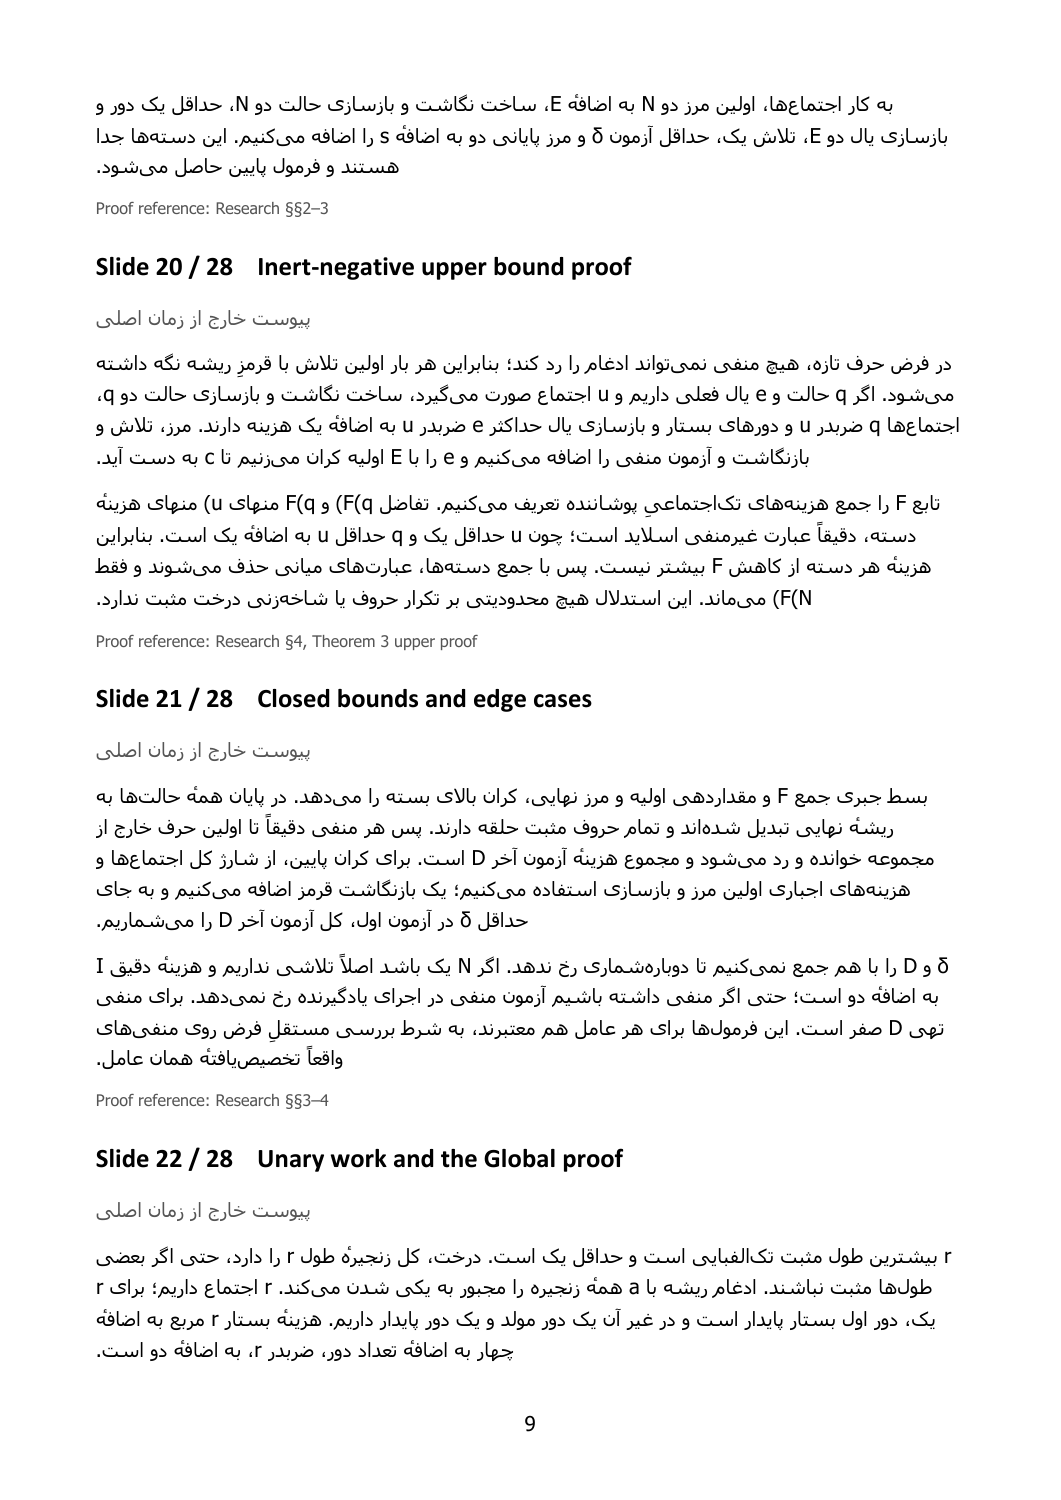 به کار اجتماع‌ها، اولین مرز دو N به اضافهٔ E، ساخت نگاشت و بازسازی حالت دو N، حداقل یک دور و
بازسازی یال دو E، تلاش یک، حداقل آزمون δ و مرز پایانی دو به اضافهٔ s را اضافه می‌کنیم. این دسته‌ها جدا
هستند و فرمول پایین حاصل می‌شود.
Proof reference: Research §§2–3
Slide 20 / 28 Inert-negative upper bound proof
پیوست خارج از زمان اصلی
در فرض حرف تازه، هیچ منفی نمی‌تواند ادغام را رد کند؛ بنابراین هر بار اولین تلاش با قرمزِ ریشه نگه داشته
می‌شود. اگر q حالت و e یال فعلی داریم و u اجتماع صورت می‌گیرد، ساخت نگاشت و بازسازی حالت دو q،
اجتماع‌ها q ضربدر u و دورهای بستار و بازسازی یال حداکثر e ضربدر u به اضافهٔ یک هزینه دارند. مرز، تلاش و
بازنگاشت و آزمون منفی را اضافه می‌کنیم و e را با E اولیه کران می‌زنیم تا c به دست آید.
تابع F را جمع هزینه‌های تک‌اجتماعیِ پوشاننده تعریف می‌کنیم. تفاضل F(q) و F(q منهای u) منهای هزینهٔ
دسته، دقیقاً عبارت غیرمنفی اسلاید است؛ چون u حداقل یک و q حداقل u به اضافهٔ یک است. بنابراین
هزینهٔ هر دسته از کاهش F بیشتر نیست. پس با جمع دسته‌ها، عبارت‌های میانی حذف می‌شوند و فقط
F(N) می‌ماند. این استدلال هیچ محدودیتی بر تکرار حروف یا شاخه‌زنی درخت مثبت ندارد.
Proof reference: Research §4, Theorem 3 upper proof
Slide 21 / 28 Closed bounds and edge cases
پیوست خارج از زمان اصلی
بسط جبری جمع F و مقداردهی اولیه و مرز نهایی، کران بالای بسته را می‌دهد. در پایان همهٔ حالت‌ها به
ریشهٔ نهایی تبدیل شده‌اند و تمام حروف مثبت حلقه دارند. پس هر منفی دقیقاً تا اولین حرف خارج از
مجموعه خوانده و رد می‌شود و مجموع هزینهٔ آزمون آخر D است. برای کران پایین، از شارژ کل اجتماع‌ها و
هزینه‌های اجباری اولین مرز و بازسازی استفاده می‌کنیم؛ یک بازنگاشت قرمز اضافه می‌کنیم و به جای
حداقل δ در آزمون اول، کل آزمون آخر D را می‌شماریم.
δ و D را با هم جمع نمی‌کنیم تا دوباره‌شماری رخ ندهد. اگر N یک باشد اصلاً تلاشی نداریم و هزینهٔ دقیق I
به اضافهٔ دو است؛ حتی اگر منفی داشته باشیم آزمون منفی در اجرای یادگیرنده رخ نمی‌دهد. برای منفی
تهی D صفر است. این فرمول‌ها برای هر عامل هم معتبرند، به شرط بررسی مستقلِ فرض روی منفی‌های
واقعاً تخصیص‌یافتهٔ همان عامل.
Proof reference: Research §§3–4
Slide 22 / 28 Unary work and the Global proof
پیوست خارج از زمان اصلی
r بیشترین طول مثبت تک‌الفبایی است و حداقل یک است. درخت، کل زنجیرهٔ طول r را دارد، حتی اگر بعضی
طول‌ها مثبت نباشند. ادغام ریشه با a همهٔ زنجیره را مجبور به یکی شدن می‌کند. r اجتماع داریم؛ برای r
یک، دور اول بستار پایدار است و در غیر آن یک دور مولد و یک دور پایدار داریم. هزینهٔ بستار r مربع به اضافهٔ
چهار به اضافهٔ تعداد دور، ضربدر r، به اضافهٔ دو است.
9